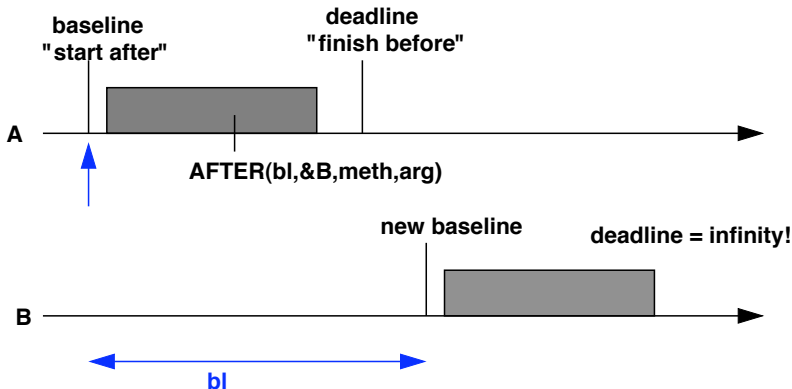 baseline
"start after"
deadline
"finish before"
A
AFTER(bl,&B,meth,arg)
new baseline
deadline = infinity!
B
bl